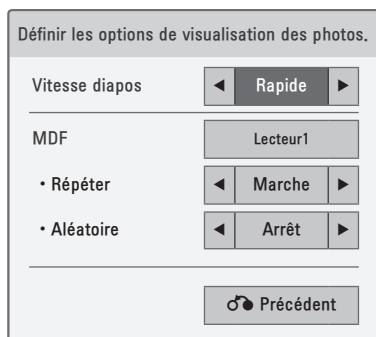 Définir les options de visualisation des photos.
Vitesse diapos ◄ Rapide ►
MDF Lecteur1
• Répéter ◄ Marche ►
• Aléatoire ◄ Arrêt ►
Précédent